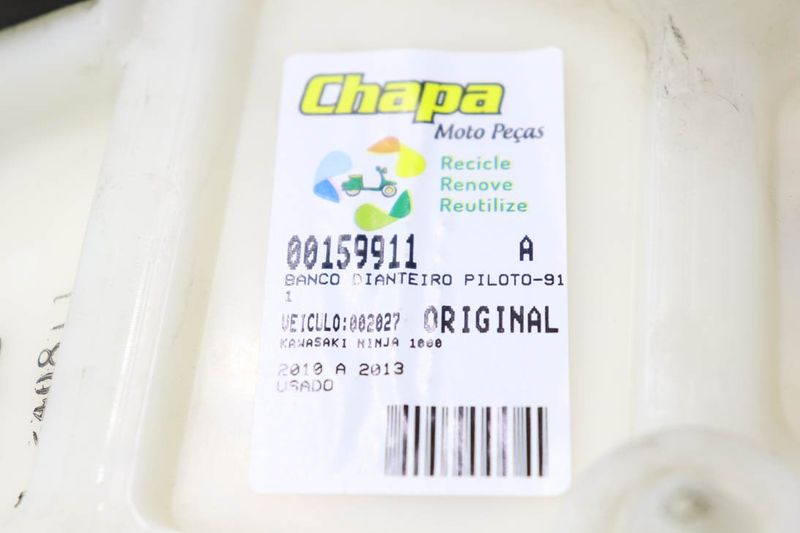 Chapa
Moto Peças
Recicle
Renove
Reutilize
00159911 A
BANCO DIANTEIRO PILOTO-91
1
VEICULO:002027 ORIGINAL
KAWASAKI NINJA 1000
2010 A 2013
USADO